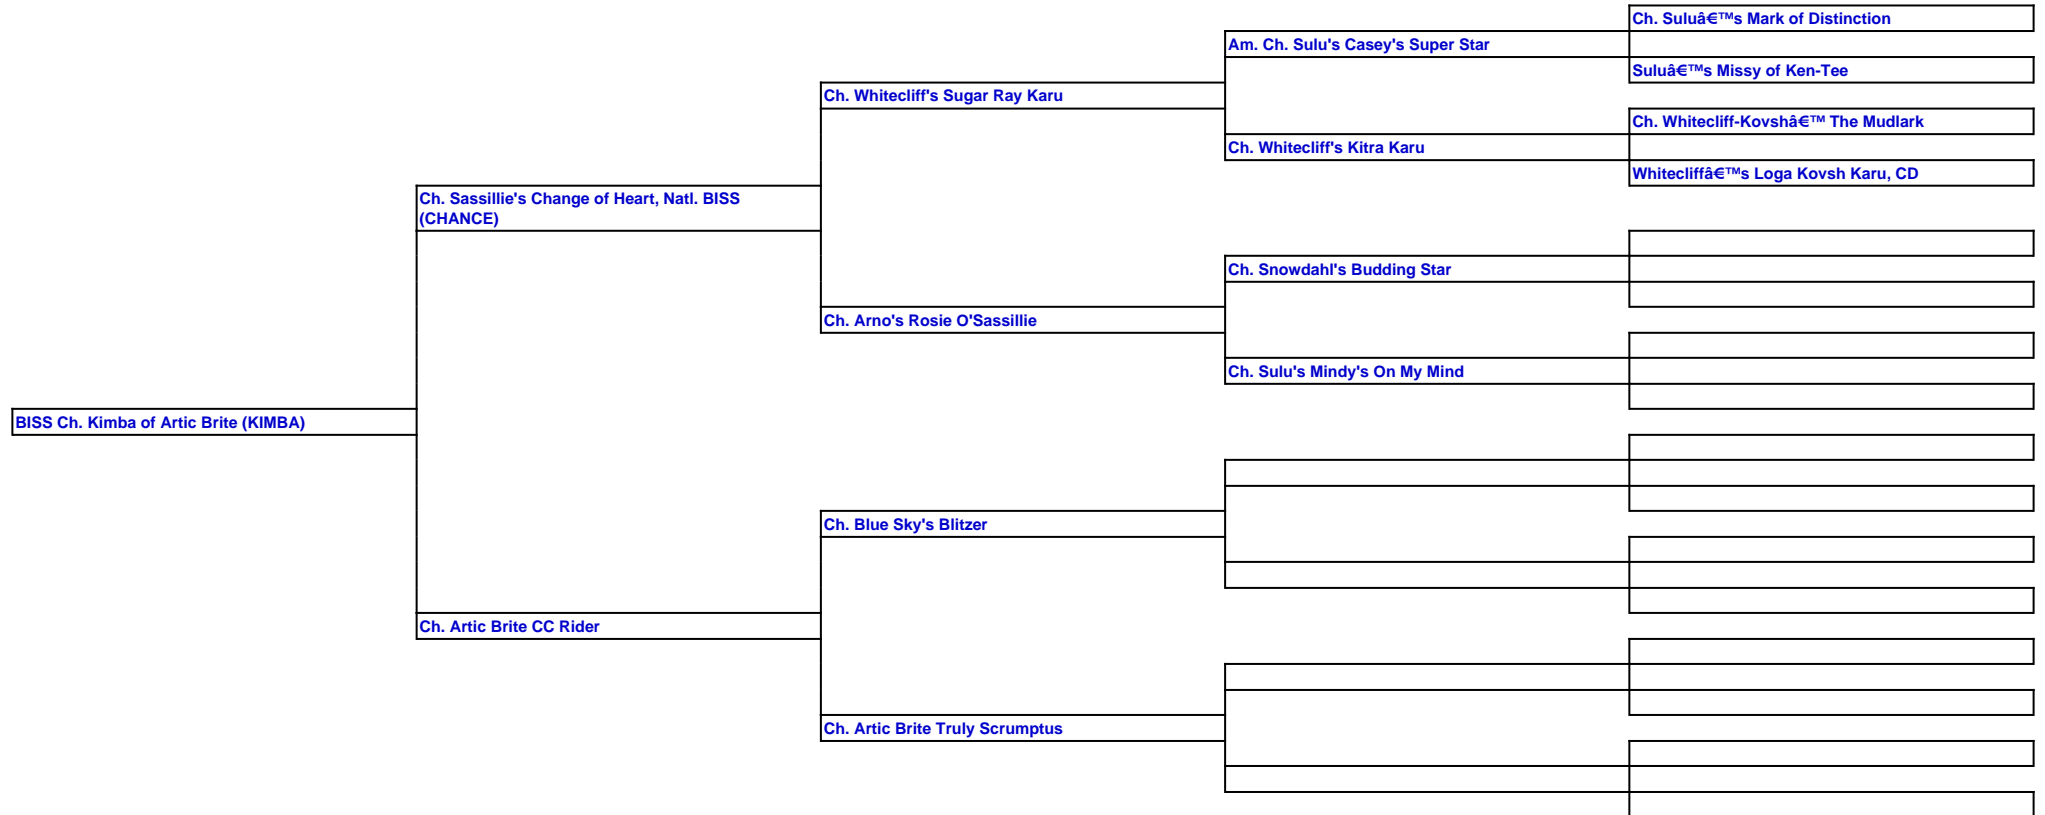 Ch. Suluâ€™s Mark of Distinction
Am. Ch. Sulu's Casey's Super Star
Suluâ€™s Missy of Ken-Tee
Ch. Whitecliff's Sugar Ray Karu
Ch. Whitecliff-Kovshâ€™ The Mudlark
Ch. Whitecliff's Kitra Karu
Whitecliffâ€™s Loga Kovsh Karu, CD
Ch. Sassillie's Change of Heart, Natl. BISS
(CHANCE)
Ch. Snowdahl's Budding Star
Ch. Arno's Rosie O'Sassillie
Ch. Sulu's Mindy's On My Mind
BISS Ch. Kimba of Artic Brite (KIMBA)
Ch. Blue Sky's Blitzer
Ch. Artic Brite CC Rider
Ch. Artic Brite Truly Scrumptus